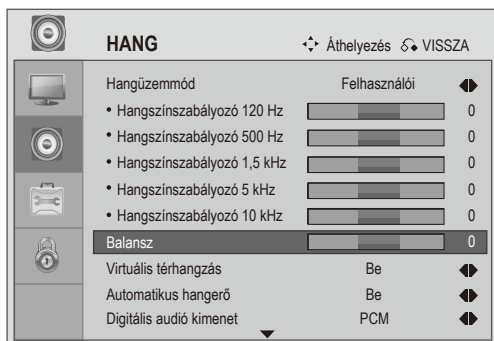 HANG Áthelyezés VISSZA
Hangüzemmód Felhasználói
• Hangszínszabályozó 120 Hz 0
• Hangszínszabályozó 500 Hz 0
• Hangszínszabályozó 1,5 kHz 0
• Hangszínszabályozó 5 kHz 0
• Hangszínszabályozó 10 kHz 0
Balansz 0
Virtuális térhangzás Be
Automatikus hangerő Be
Digitális audió kimenet PCM